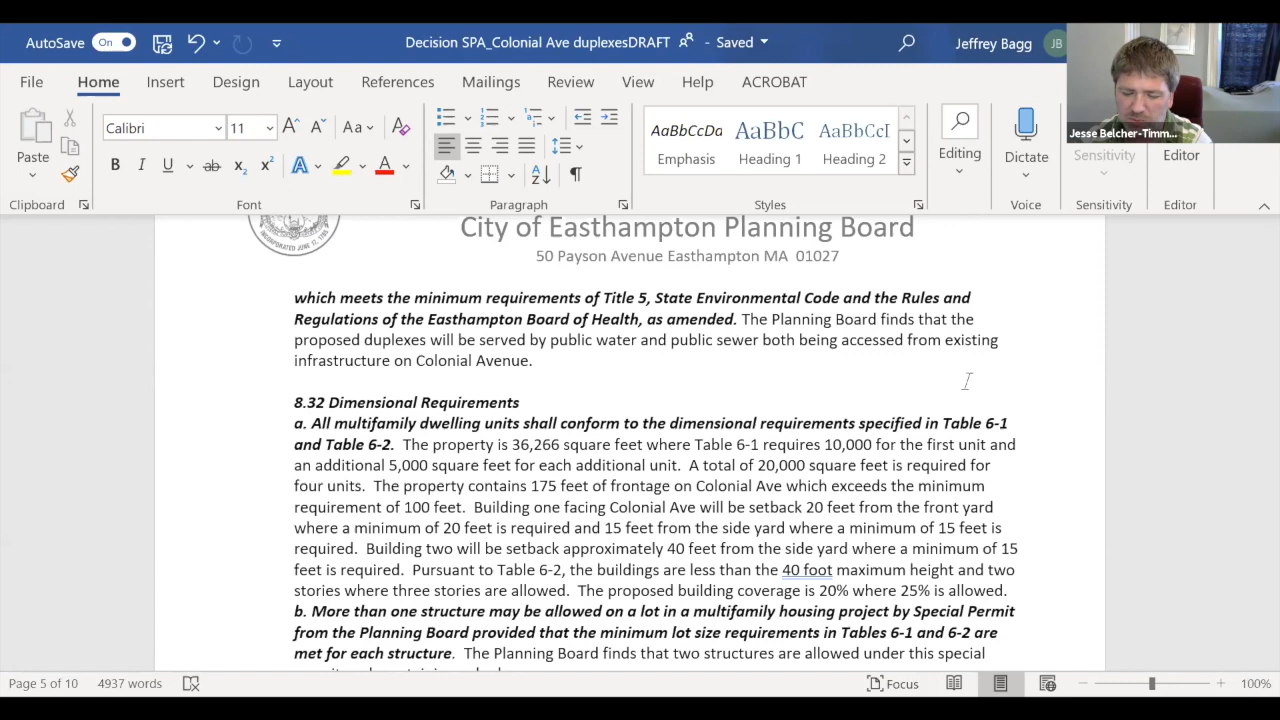 AutoSave On Decision SPA_Colonial Ave duplexesDRAFT - Saved Jeffrey Bagg JB
File Home Insert Design Layout References Mailings Review View Help ACROBAT
Jesse Belcher-Timm...
Calibri 11 Aa
AaBbCcDd AaBbC AaBbCcI
Paste B I U ab x2 x2 A A Emphasis Heading 1 Heading 2 Editing Dictate Sensitivity Editor
Clipboard Font Paragraph Styles Voice Sensitivity Editor
INCORPORATED JUNE 17, 1785
City of Easthampton Planning Board
50 Payson Avenue Easthampton MA 01027
which meets the minimum requirements of Title 5, State Environmental Code and the Rules and
Regulations of the Easthampton Board of Health, as amended. The Planning Board finds that the
proposed duplexes will be served by public water and public sewer both being accessed from existing
infrastructure on Colonial Avenue.
8.32 Dimensional Requirements
a. All multifamily dwelling units shall conform to the dimensional requirements specified in Table 6-1
and Table 6-2. The property is 36,266 square feet where Table 6-1 requires 10,000 for the first unit and
an additional 5,000 square feet for each additional unit. A total of 20,000 square feet is required for
four units. The property contains 175 feet of frontage on Colonial Ave which exceeds the minimum
requirement of 100 feet. Building one facing Colonial Ave will be setback 20 feet from the front yard
where a minimum of 20 feet is required and 15 feet from the side yard where a minimum of 15 feet is
required. Building two will be setback approximately 40 feet from the side yard where a minimum of 15
feet is required. Pursuant to Table 6-2, the buildings are less than the 40 foot maximum height and two
stories where three stories are allowed. The proposed building coverage is 20% where 25% is allowed.
b. More than one structure may be allowed on a lot in a multifamily housing project by Special Permit
from the Planning Board provided that the minimum lot size requirements in Tables 6-1 and 6-2 are
met for each structure. The Planning Board finds that two structures are allowed under this special
Page 5 of 10 4937 words Focus 100%